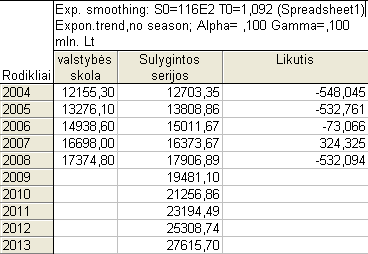 Exp. smoothing: S0=116E2 T0=1,092 (Spreadsheet1)
Expon.trend,no season; Alpha= ,100 Gamma=,100
mln. Lt
Rodikliai valstybės skola Sulygintos serijos Likutis
2004 12155,30 12703,35 -548,045
2005 13276,10 13808,86 -532,761
2006 14938,60 15011,67 -73,066
2007 16698,00 16373,67 324,325
2008 17374,80 17906,89 -532,094
2009 19481,10
2010 21256,86
2011 23194,49
2012 25308,74
2013 27615,70